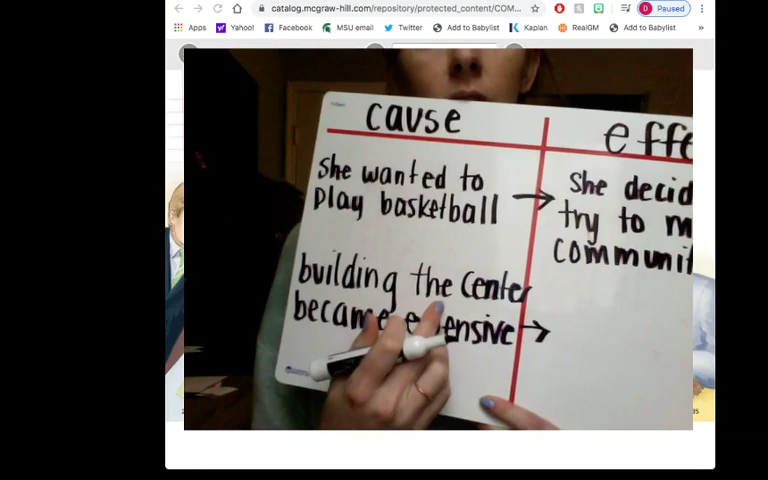 catalog.mcgraw-hill.com/repository/protected_content/COM...
D Paused
Apps Yahoo! Facebook MSU email Twitter Add to Babylist Kaplan RealGM Add to Babylist »
cause effe
She wanted to
play basketball
She decid
try to m
communit
building the center
became